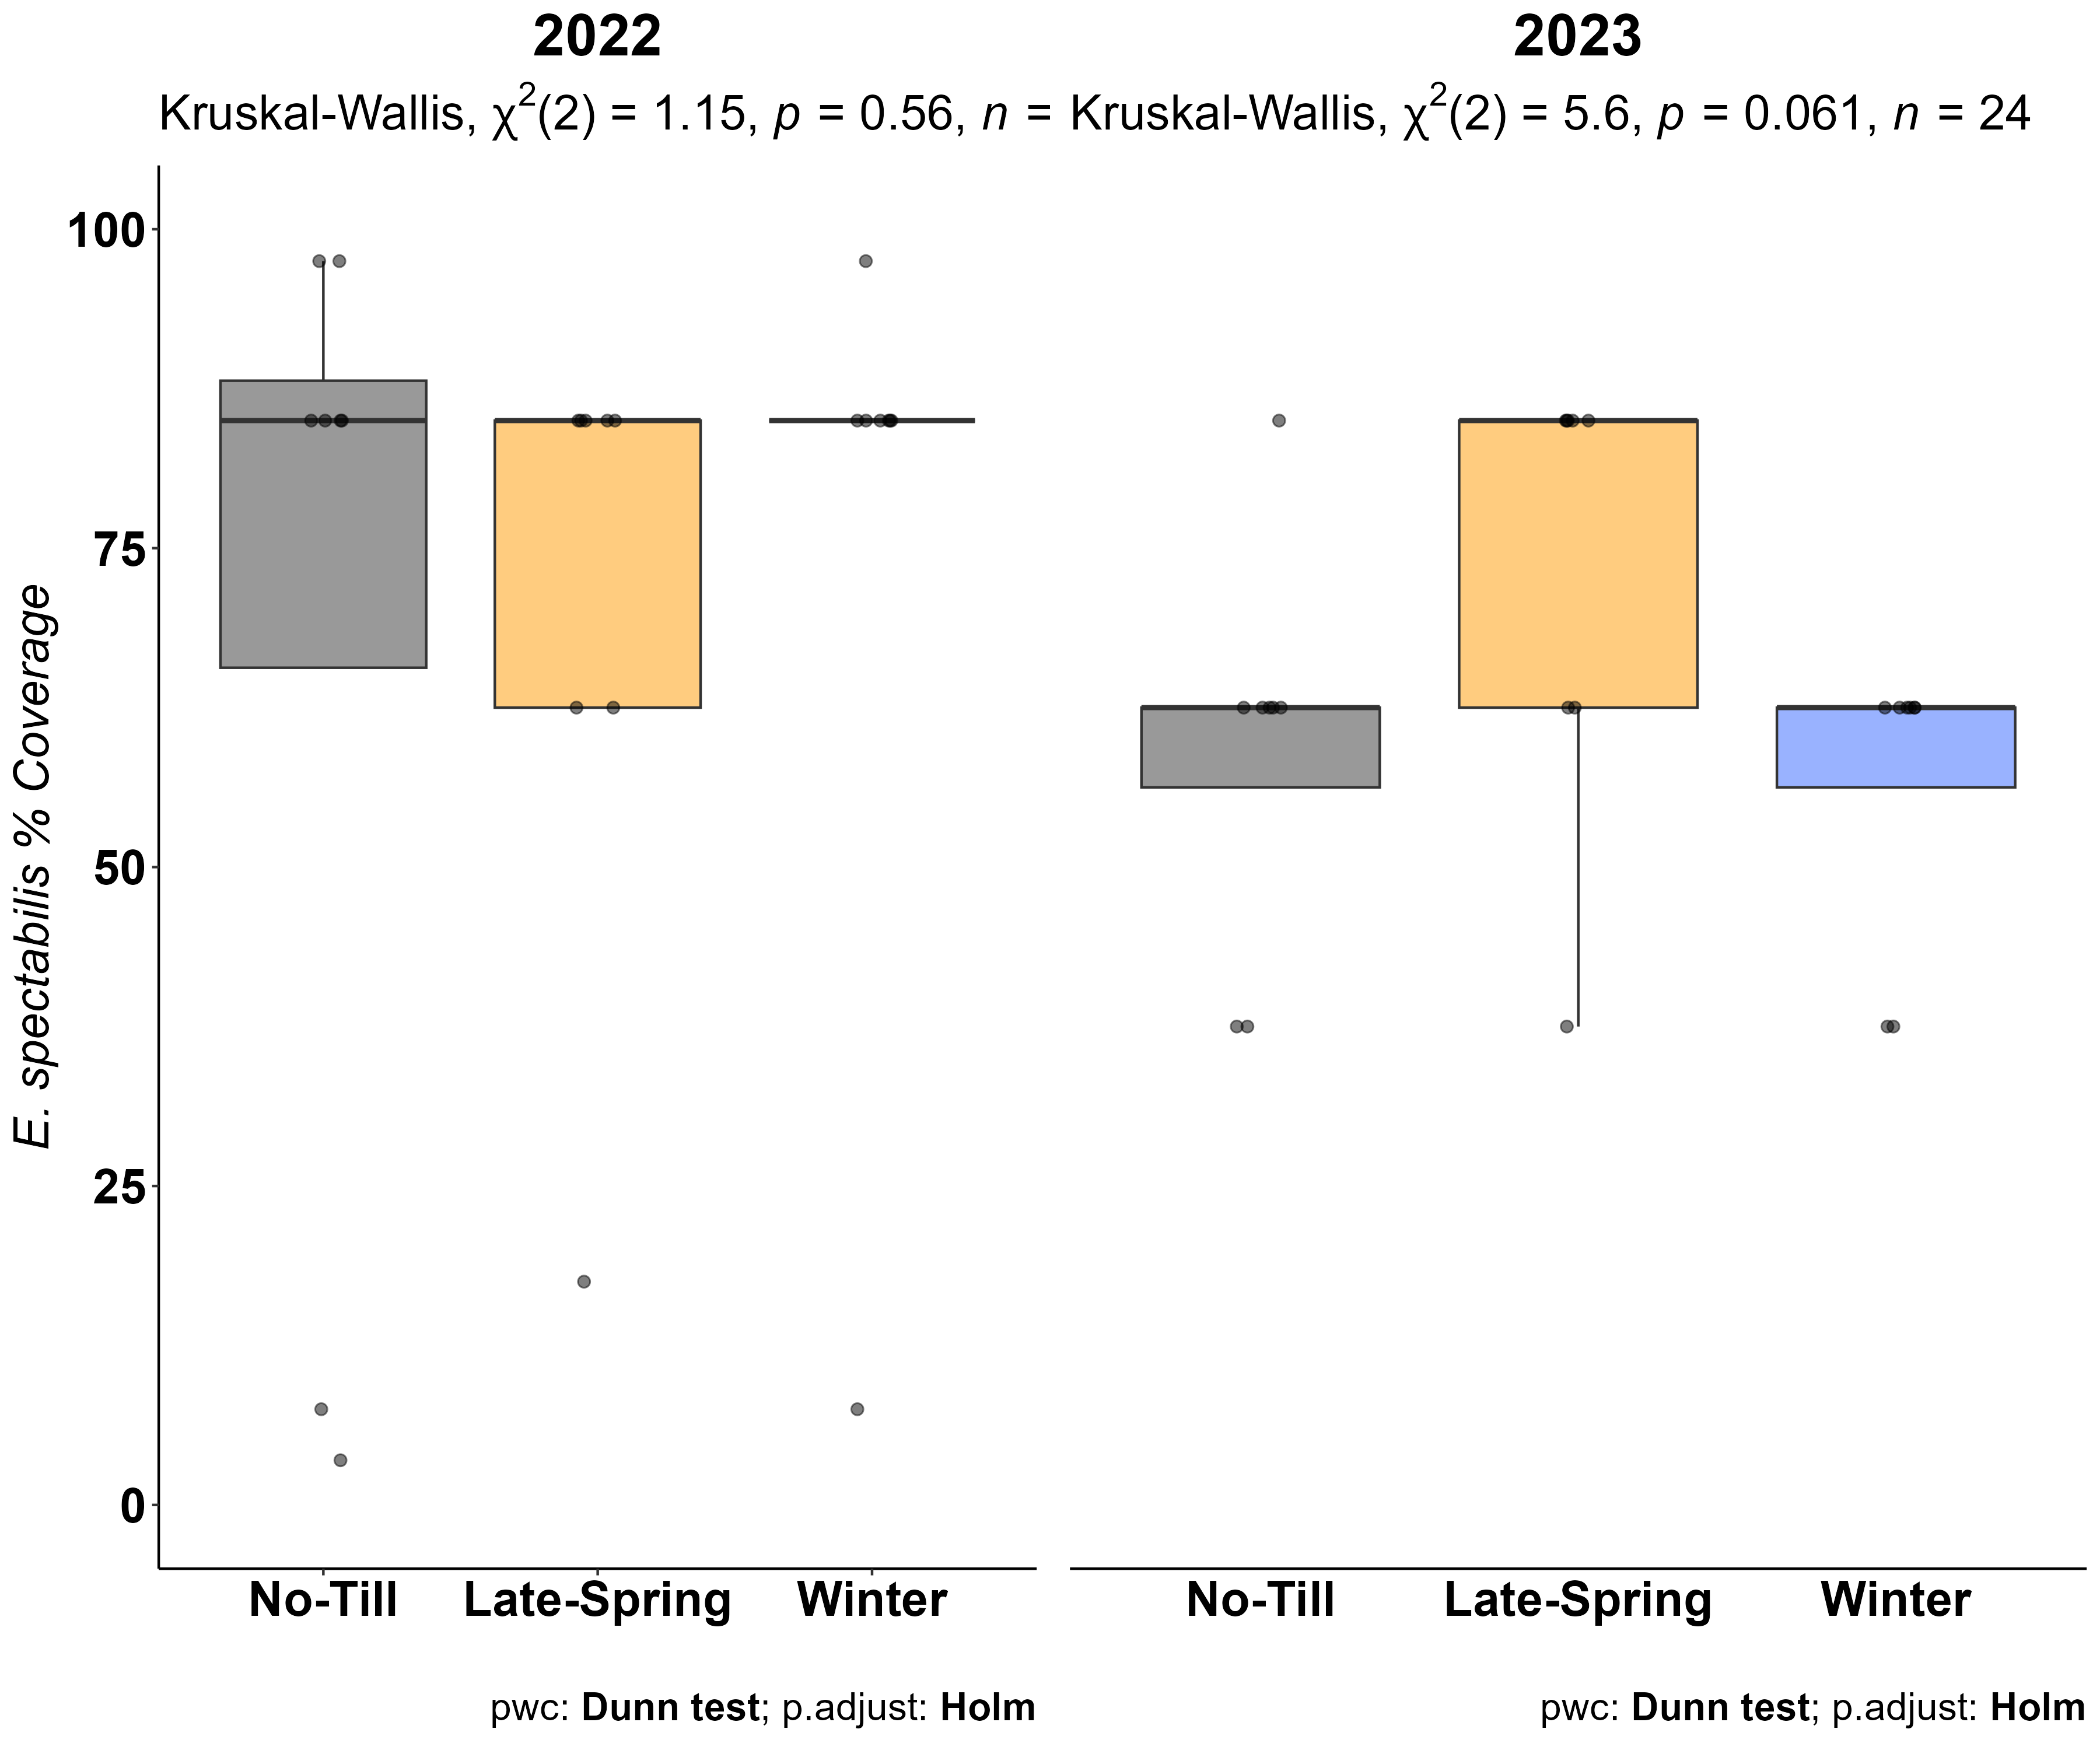 2022
2023
Kruskal-Wallis, χ²(2) = 1.15, p = 0.56, n =
Kruskal-Wallis, χ²(2) = 5.6, p = 0.061, n = 24
E. spectabilis % Coverage
100
75
50
25
0
No-Till
Late-Spring
Winter
No-Till
Late-Spring
Winter
pwc: Dunn test; p.adjust: Holm
pwc: Dunn test; p.adjust: Holm